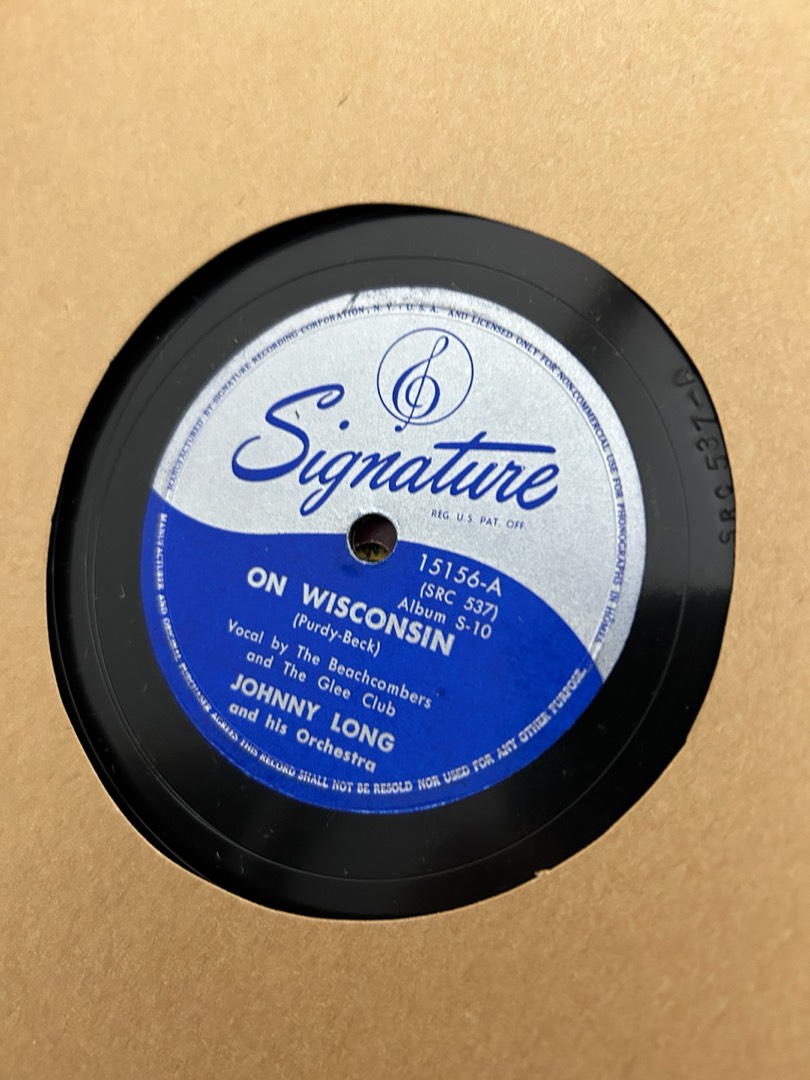 MANUFACTURED BY SIGNATURE RECORDING CORPORATION, N. Y. U. S. A. AND LICENSED ONLY FOR NON-COMMERCIAL USE FOR PHONOGRAPHS IN HOMES.
Signature
REG. U.S. PAT. OFF.
15156-A
(SRC 537)
Album S-10
ON WISCONSIN
(Purdy-Beck)
Vocal by The Beachcombers
and The Glee Club
JOHNNY LONG
and his Orchestra
MANUFACTURER AND ORIGINAL PURCHASER AGREES THIS RECORD SHALL NOT BE RESOLD NOR USED FOR ANY OTHER PURPOSE.
SRC 537